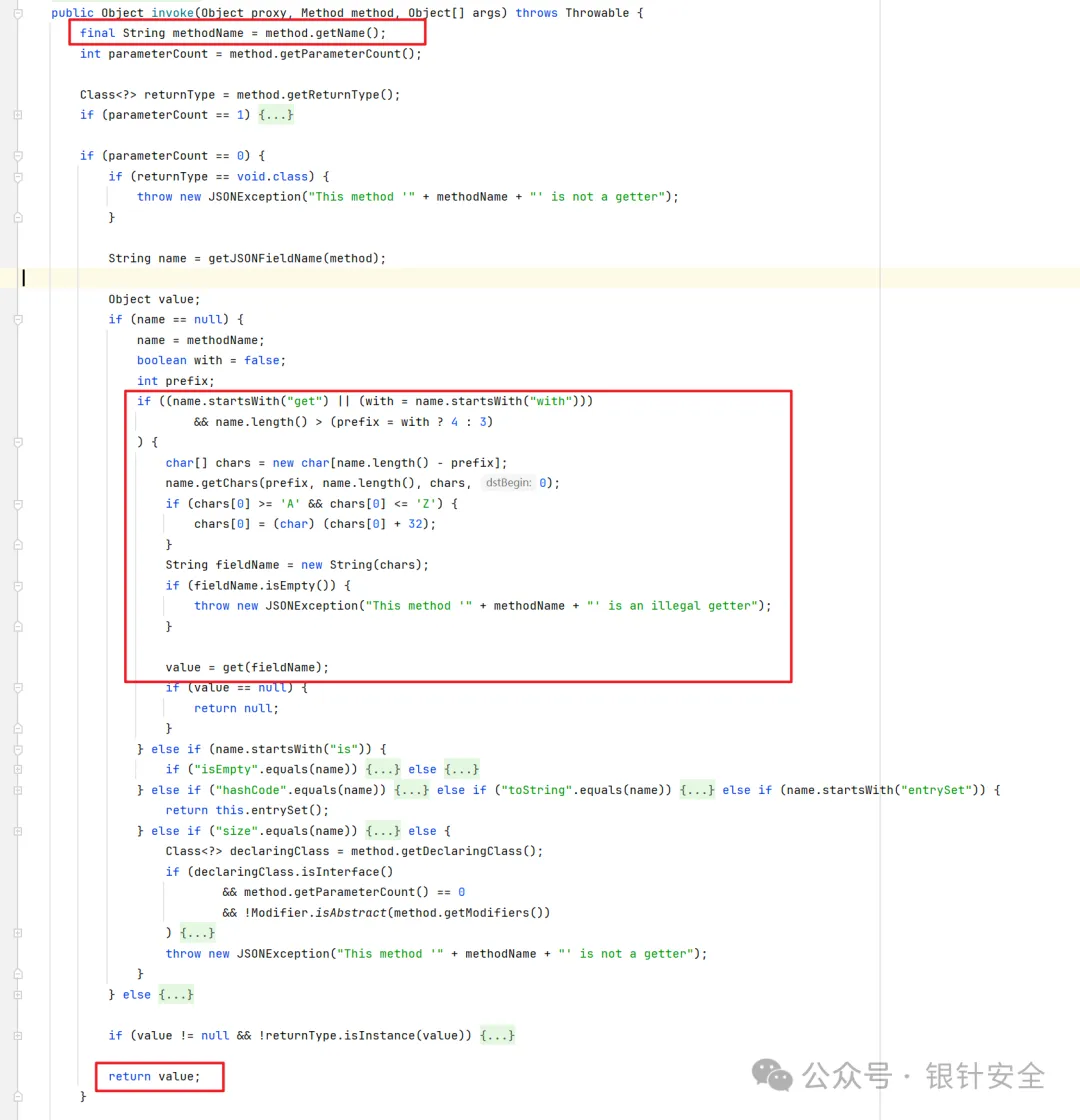 public Object invoke(Object proxy, Method method, Object[] args) throws Throwable {
final String methodName = method.getName();
int parameterCount = method.getParameterCount();
Class<?> returnType = method.getReturnType();
if (parameterCount == 1) {...}
if (parameterCount == 0) {
if (returnType == void.class) {
throw new JSONException("This method '" + methodName + "' is not a getter");
}
String name = getJSONFieldName(method);
Object value;
if (name == null) {
name = methodName;
boolean with = false;
int prefix;
if ((name.startsWith("get") || (with = name.startsWith("with")))
&& name.length() > (prefix = with ? 4 : 3)
) {
char[] chars = new char[name.length() - prefix];
name.getChars(prefix, name.length(), chars, dstBegin: 0);
if (chars[0] >= 'A' && chars[0] <= 'Z') {
chars[0] = (char) (chars[0] + 32);
}
String fieldName = new String(chars);
if (fieldName.isEmpty()) {
throw new JSONException("This method '" + methodName + "' is an illegal getter");
}
value = get(fieldName);
if (value == null) {
return null;
}
} else if (name.startsWith("is")) {
if ("isEmpty".equals(name)) {...} else {...}
} else if ("hashCode".equals(name)) {...} else if ("toString".equals(name)) {...} else if (name.startsWith("entrySet")) {
return this.entrySet();
} else if ("size".equals(name)) {...} else {
Class<?> declaringClass = method.getDeclaringClass();
if (declaringClass.isInterface()
&& method.getParameterCount() == 0
&& !Modifier.isAbstract(method.getModifiers())
) {...}
throw new JSONException("This method '" + methodName + "' is not a getter");
}
} else {...}
if (value != null && !returnType.isInstance(value)) {...}
return value;
}
公众号 · 银针安全